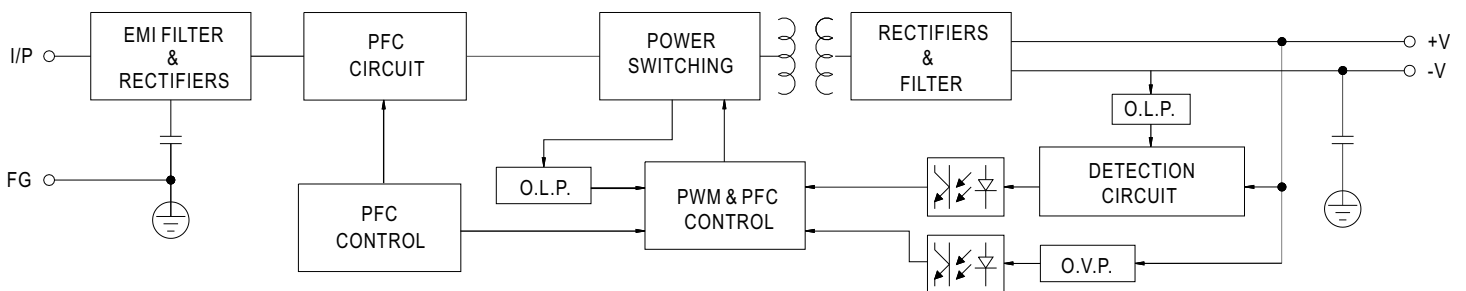 I/P
EMI FILTER
&
RECTIFIERS
PFC
CIRCUIT
POWER
SWITCHING
RECTIFIERS
&
FILTER
+V
-V
O.L.P.
FG
PFC
CONTROL
O.L.P.
PWM & PFC
CONTROL
DETECTION
CIRCUIT
O.V.P.